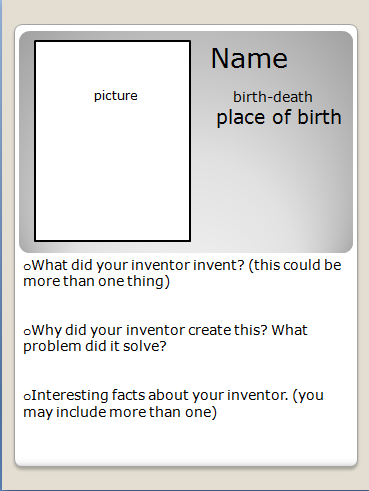 Name
picture
birth-death
place of birth
oWhat did your inventor invent? (this could be
more than one thing)
oWhy did your inventor create this? What
problem did it solve?
oInteresting facts about your inventor. (you
may include more than one)